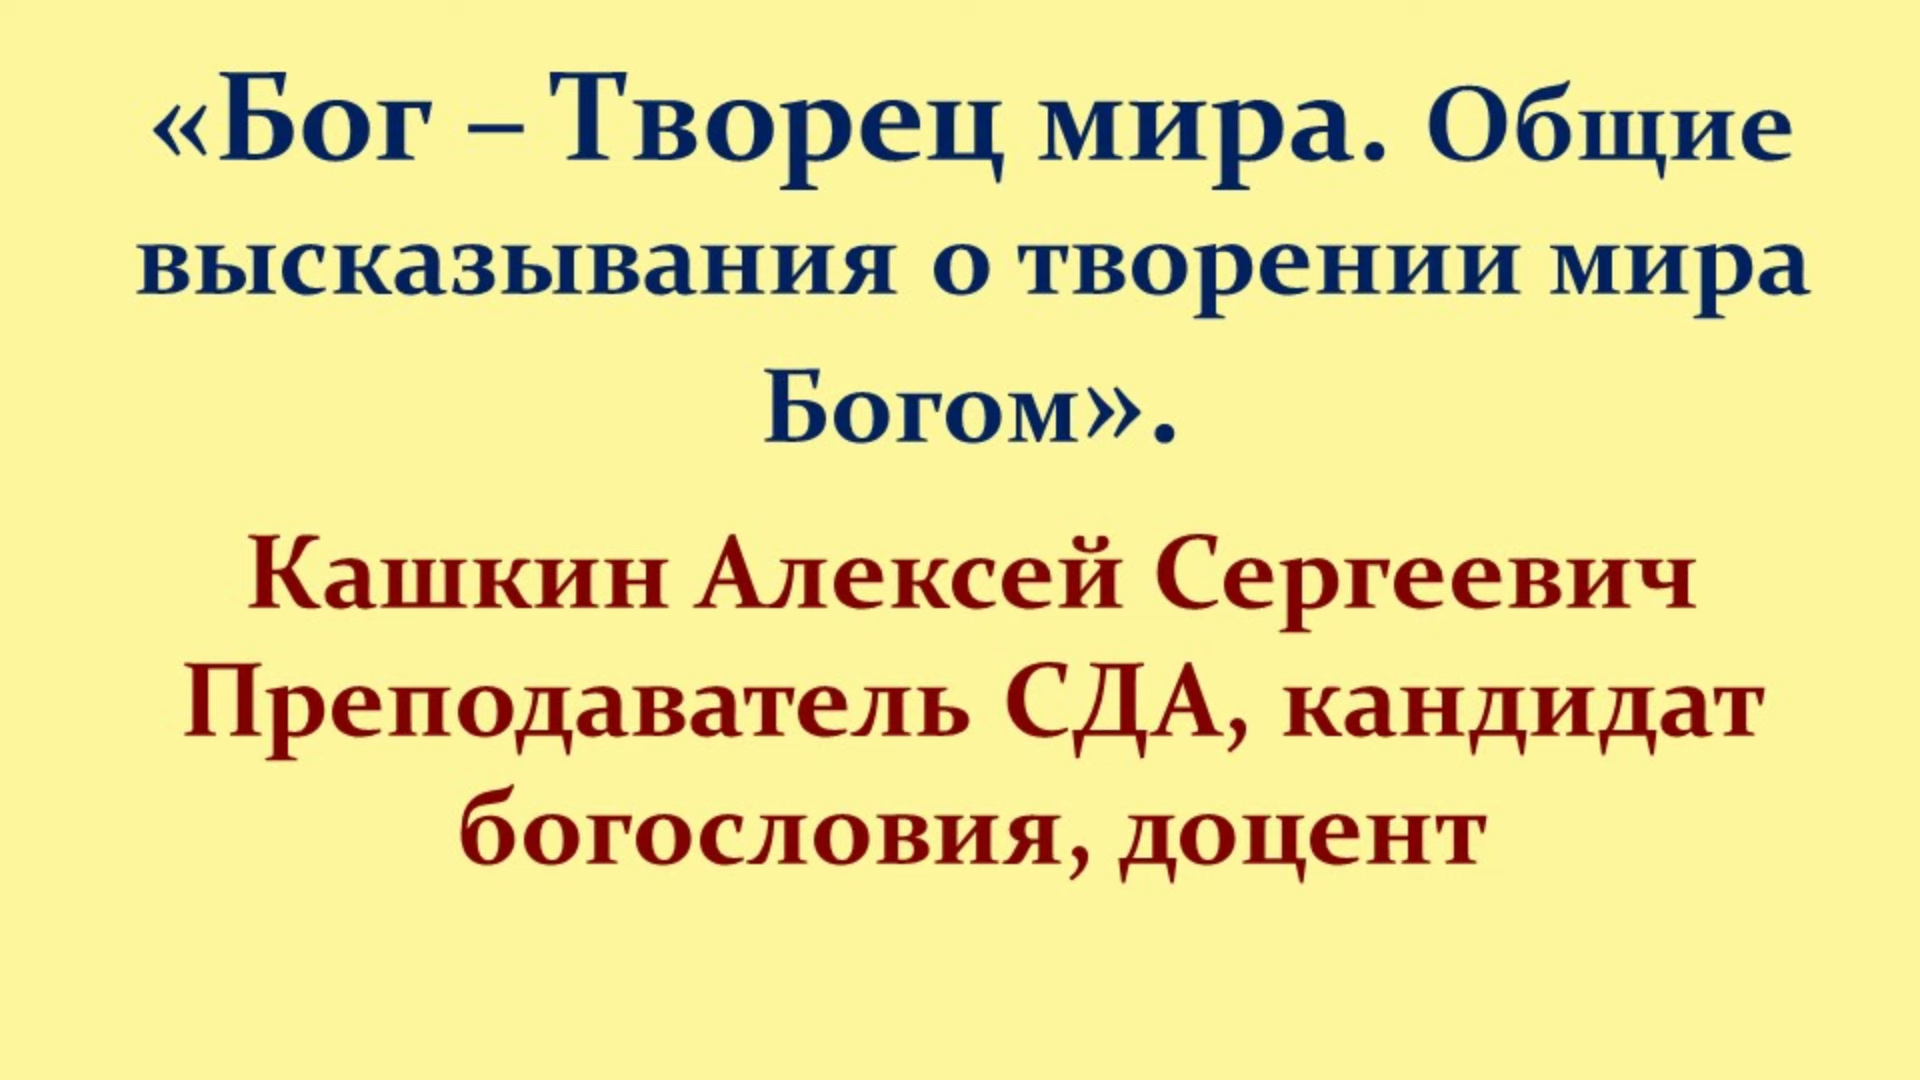 «Бог – Творец мира. Общие
высказывания о творении мира
Богом».
Кашкин Алексей Сергеевич
Преподаватель СДА, кандидат
богословия, доцент